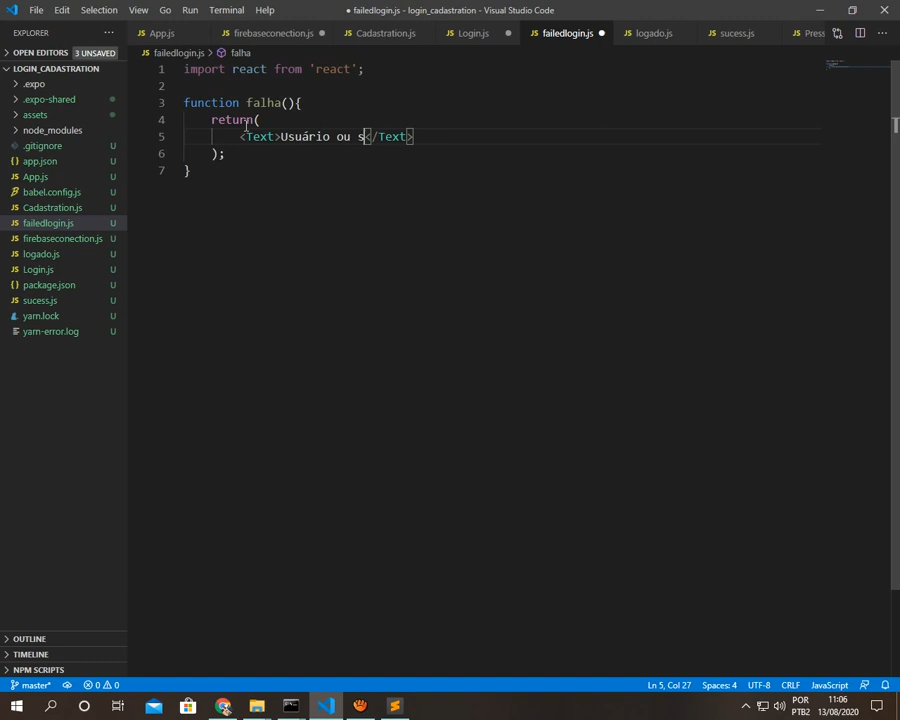 File Edit Selection View Go Run Terminal Help
● failedlogin.js - login_cadastration - Visual Studio Code
EXPLORER
App.js
firebaseconection.js
Cadastration.js
Login.js
failedlogin.js
logado.js
sucess.js
Press
OPEN EDITORS 3 UNSAVED
failedlogin.js > falha
LOGIN_CADASTRATION
.expo
.expo-shared
assets
node_modules
.gitignore U
app.json U
App.js U
babel.config.js U
Cadastration.js U
failedlogin.js U
firebaseconection.js U
logado.js U
Login.js U
package.json U
sucess.js U
yarn.lock U
yarn-error.log U
1 import react from 'react';
2
3 function falha(){
4 return(
5 <Text>Usuário ou s</Text>
6 );
7 }
OUTLINE
TIMELINE
NPM SCRIPTS
master* 0 0
Ln 5, Col 27 Spaces: 4 UTF-8 CRLF JavaScript
POR
PTB2
11:06
13/08/2020